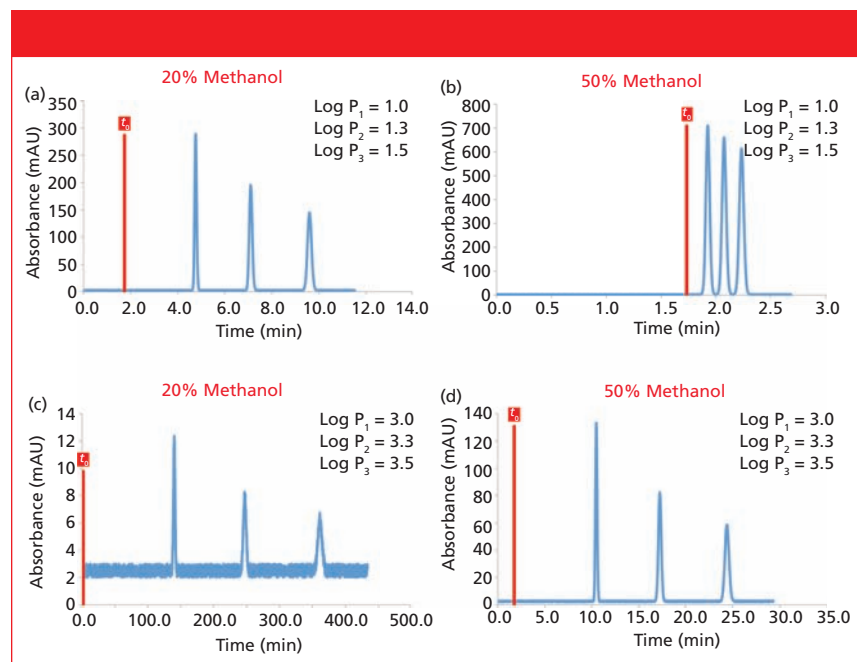 (a)
20% Methanol
Log P1 = 1.0
Log P2 = 1.3
Log P3 = 1.5
t0
Absorbance (mAU)
350
300
250
200
150
100
50
0
0.0 2.0 4.0 6.0 8.0 10.0 12.0 14.0
Time (min)
(b)
50% Methanol
Log P1 = 1.0
Log P2 = 1.3
Log P3 = 1.5
t0
Absorbance (mAU)
800
700
600
500
400
300
200
100
0
0.0 0.5 1.0 1.5 2.0 2.5 3.0
Time (min)
(c)
20% Methanol
Log P1 = 3.0
Log P2 = 3.3
Log P3 = 3.5
t0
Absorbance (mAU)
14
12
10
8
6
4
2
0
0.0 100.0 200.0 300.0 400.0 500.0
Time (min)
(d)
50% Methanol
Log P1 = 3.0
Log P2 = 3.3
Log P3 = 3.5
t0
Absorbance (mAU)
140
120
100
80
60
40
20
0
0.0 5.0 10.0 15.0 20.0 25.0 30.0 35.0
Time (min)